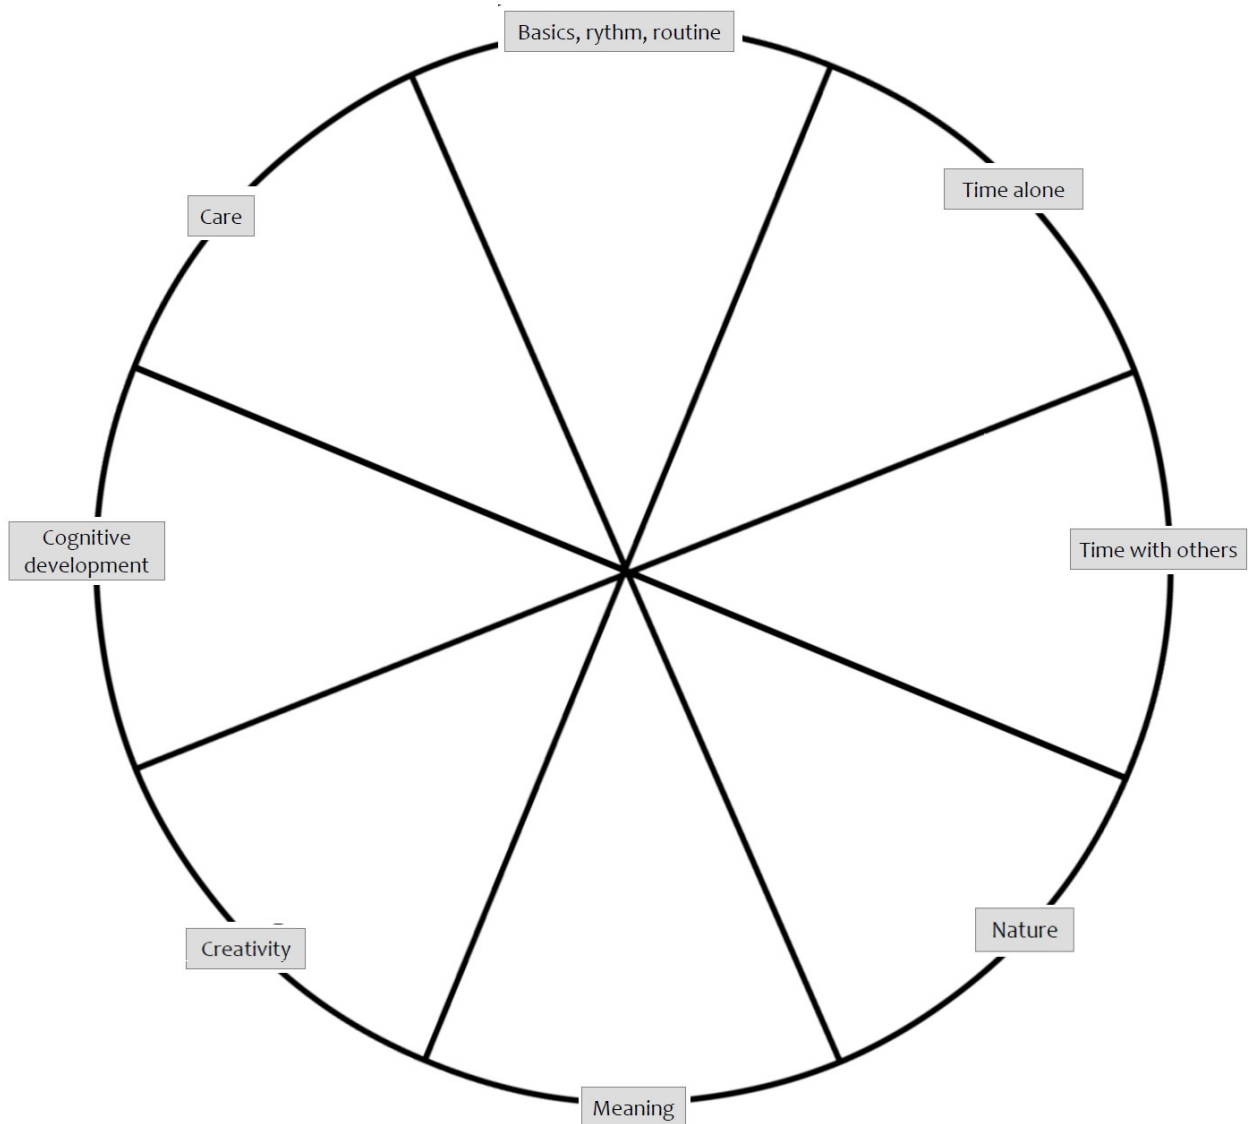 Basics, rythm, routine
Time alone
Care
Cognitive
development
Time with others
Nature
Creativity
Meaning